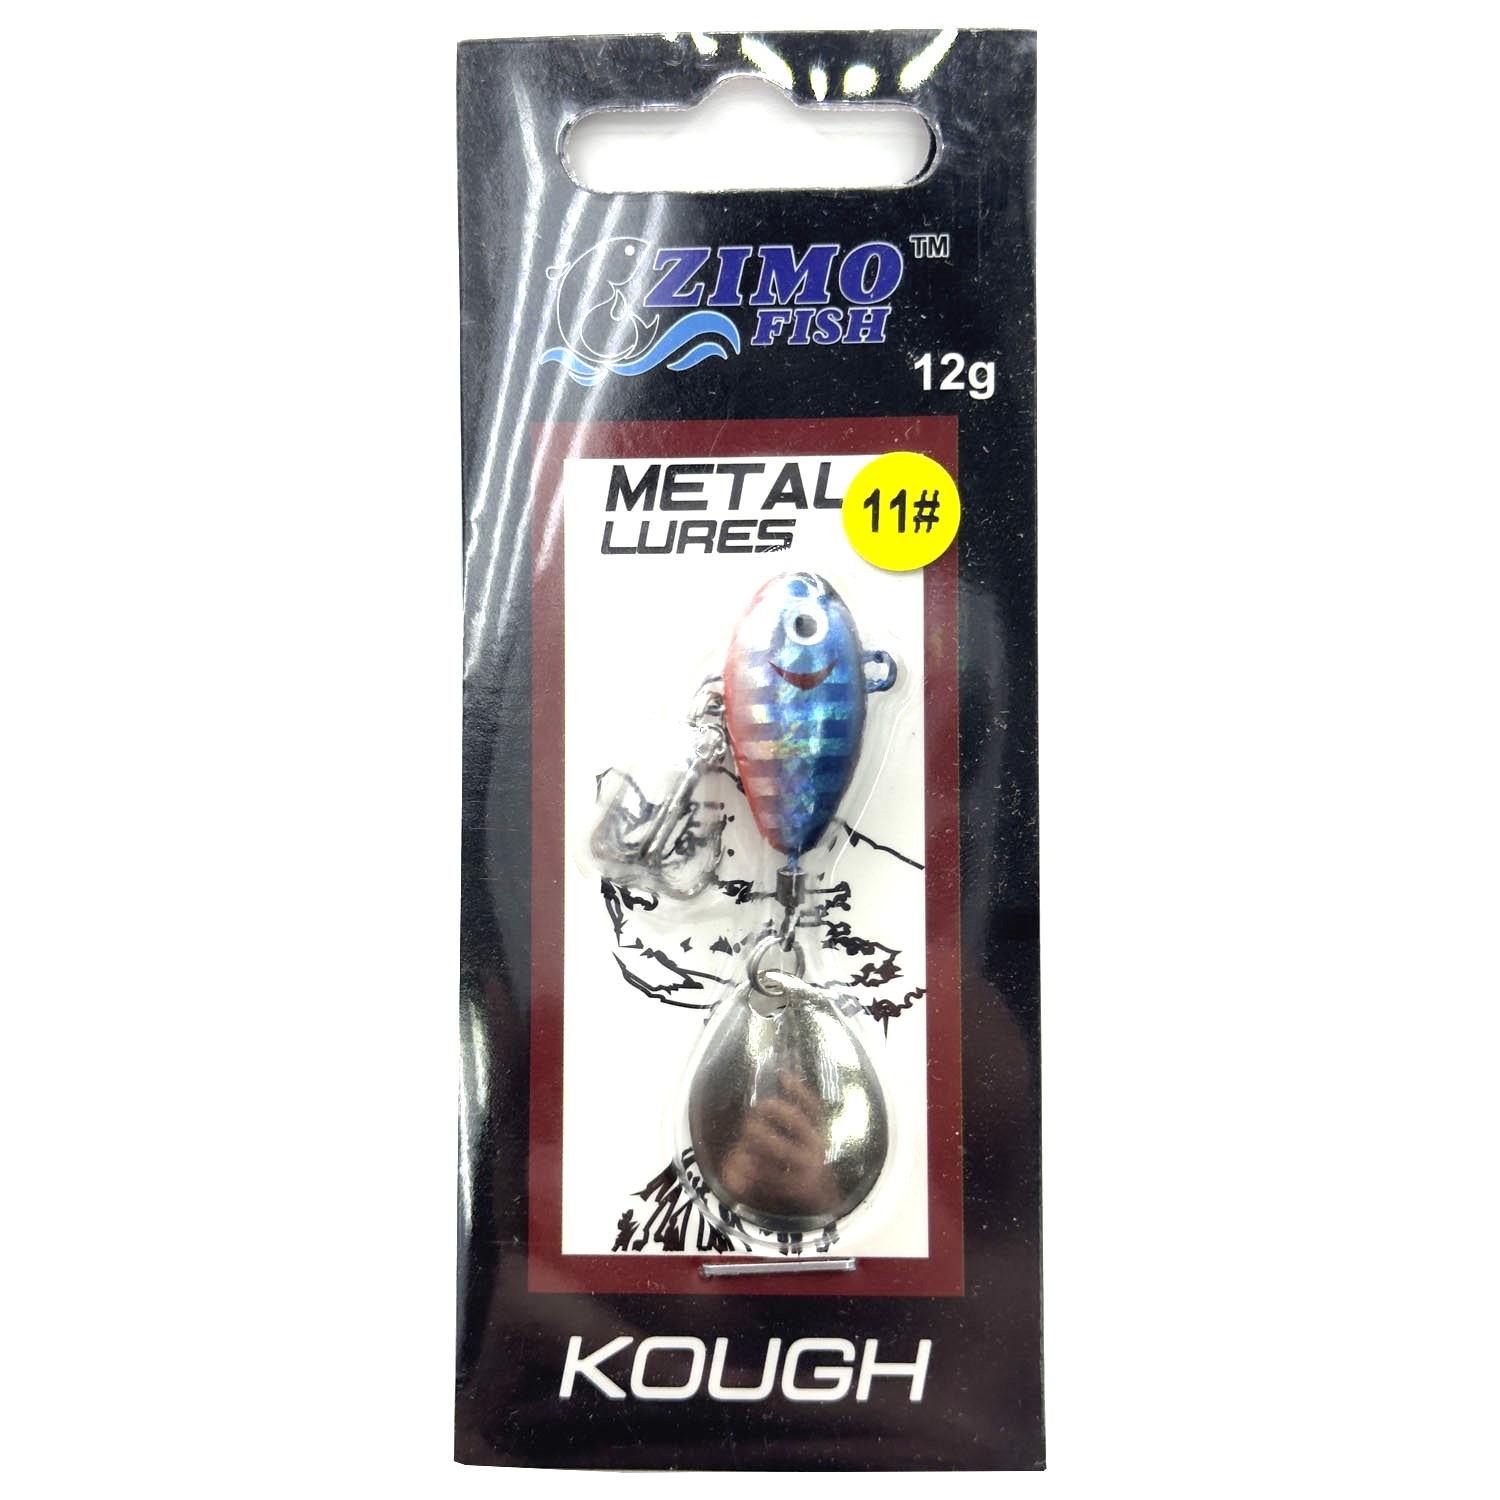 ZIMO TM
FISH
12g
METAL
LURES
11#
KOUGH